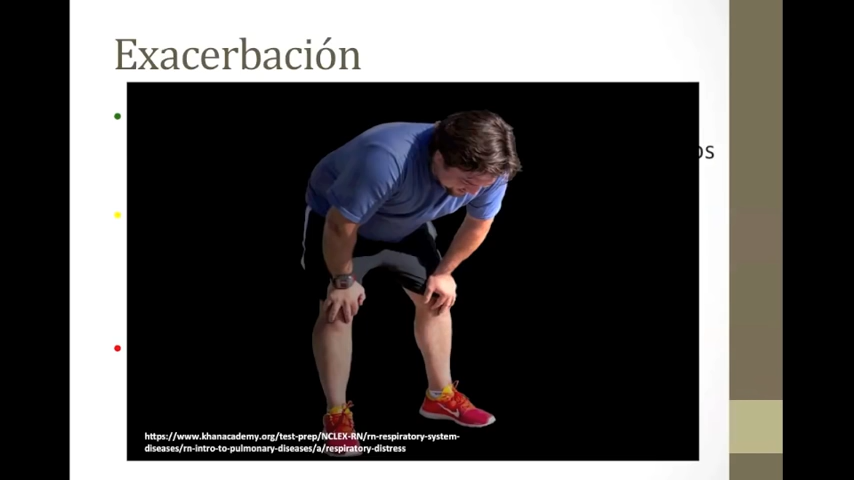 Exacerbación
os
https://www.khanacademy.org/test-prep/NCLEX-RN/rn-respiratory-system-
diseases/rn-intro-to-pulmonary-diseases/a/respiratory-distress